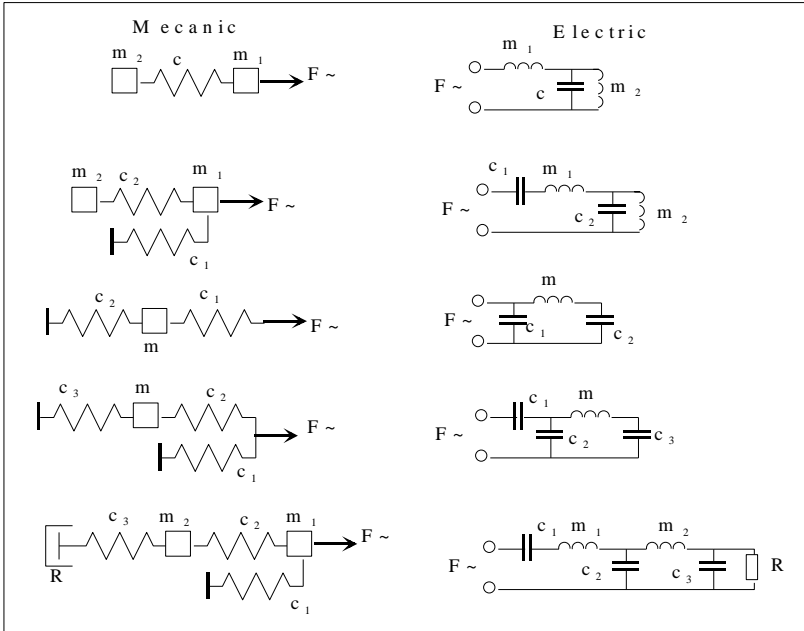 Mecanic Electric
m 2 c m 1 F ~
m 1 F ~ c m 2
m 2 c 2 m 1 F ~ c 1
c 1 m 1 F ~ c 2 m 2
c 2 c 1 F ~ m
m F ~ c 1 c 2
c 3 m c 2 F ~ c 1
c 1 m F ~ c 2 c 3
c 3 m 2 c 2 m 1 F ~ R c 1
c 1 m 1 m 2 F ~ c 2 c 3 R